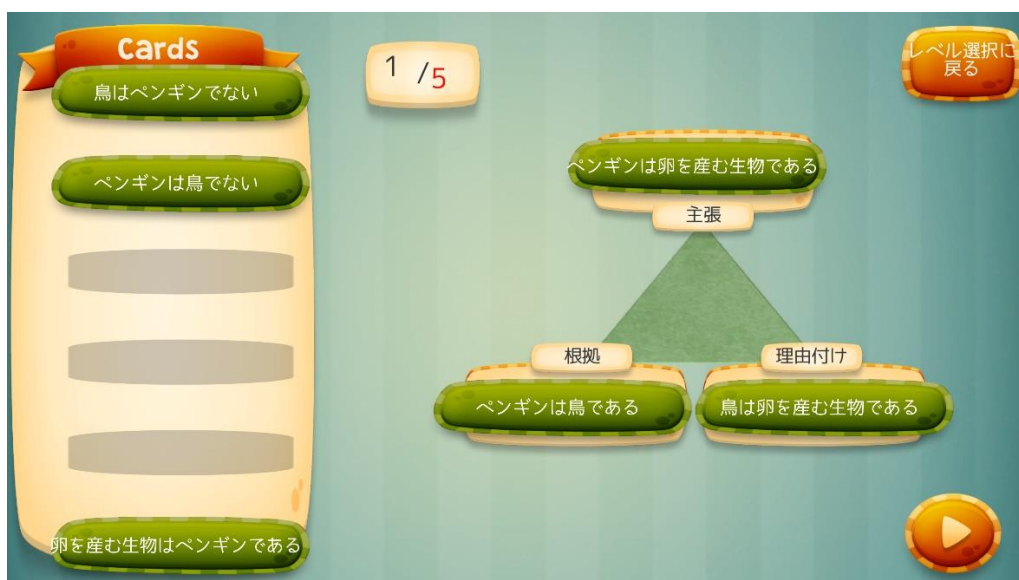 Cards
鳥はペンギンでない
ペンギンは鳥でない
卵を産む生物はペンギンである
1 /5
レベル選択に
戻る
ペンギンは卵を産む生物である
主張
根拠
理由付け
ペンギンは鳥である
鳥は卵を産む生物である